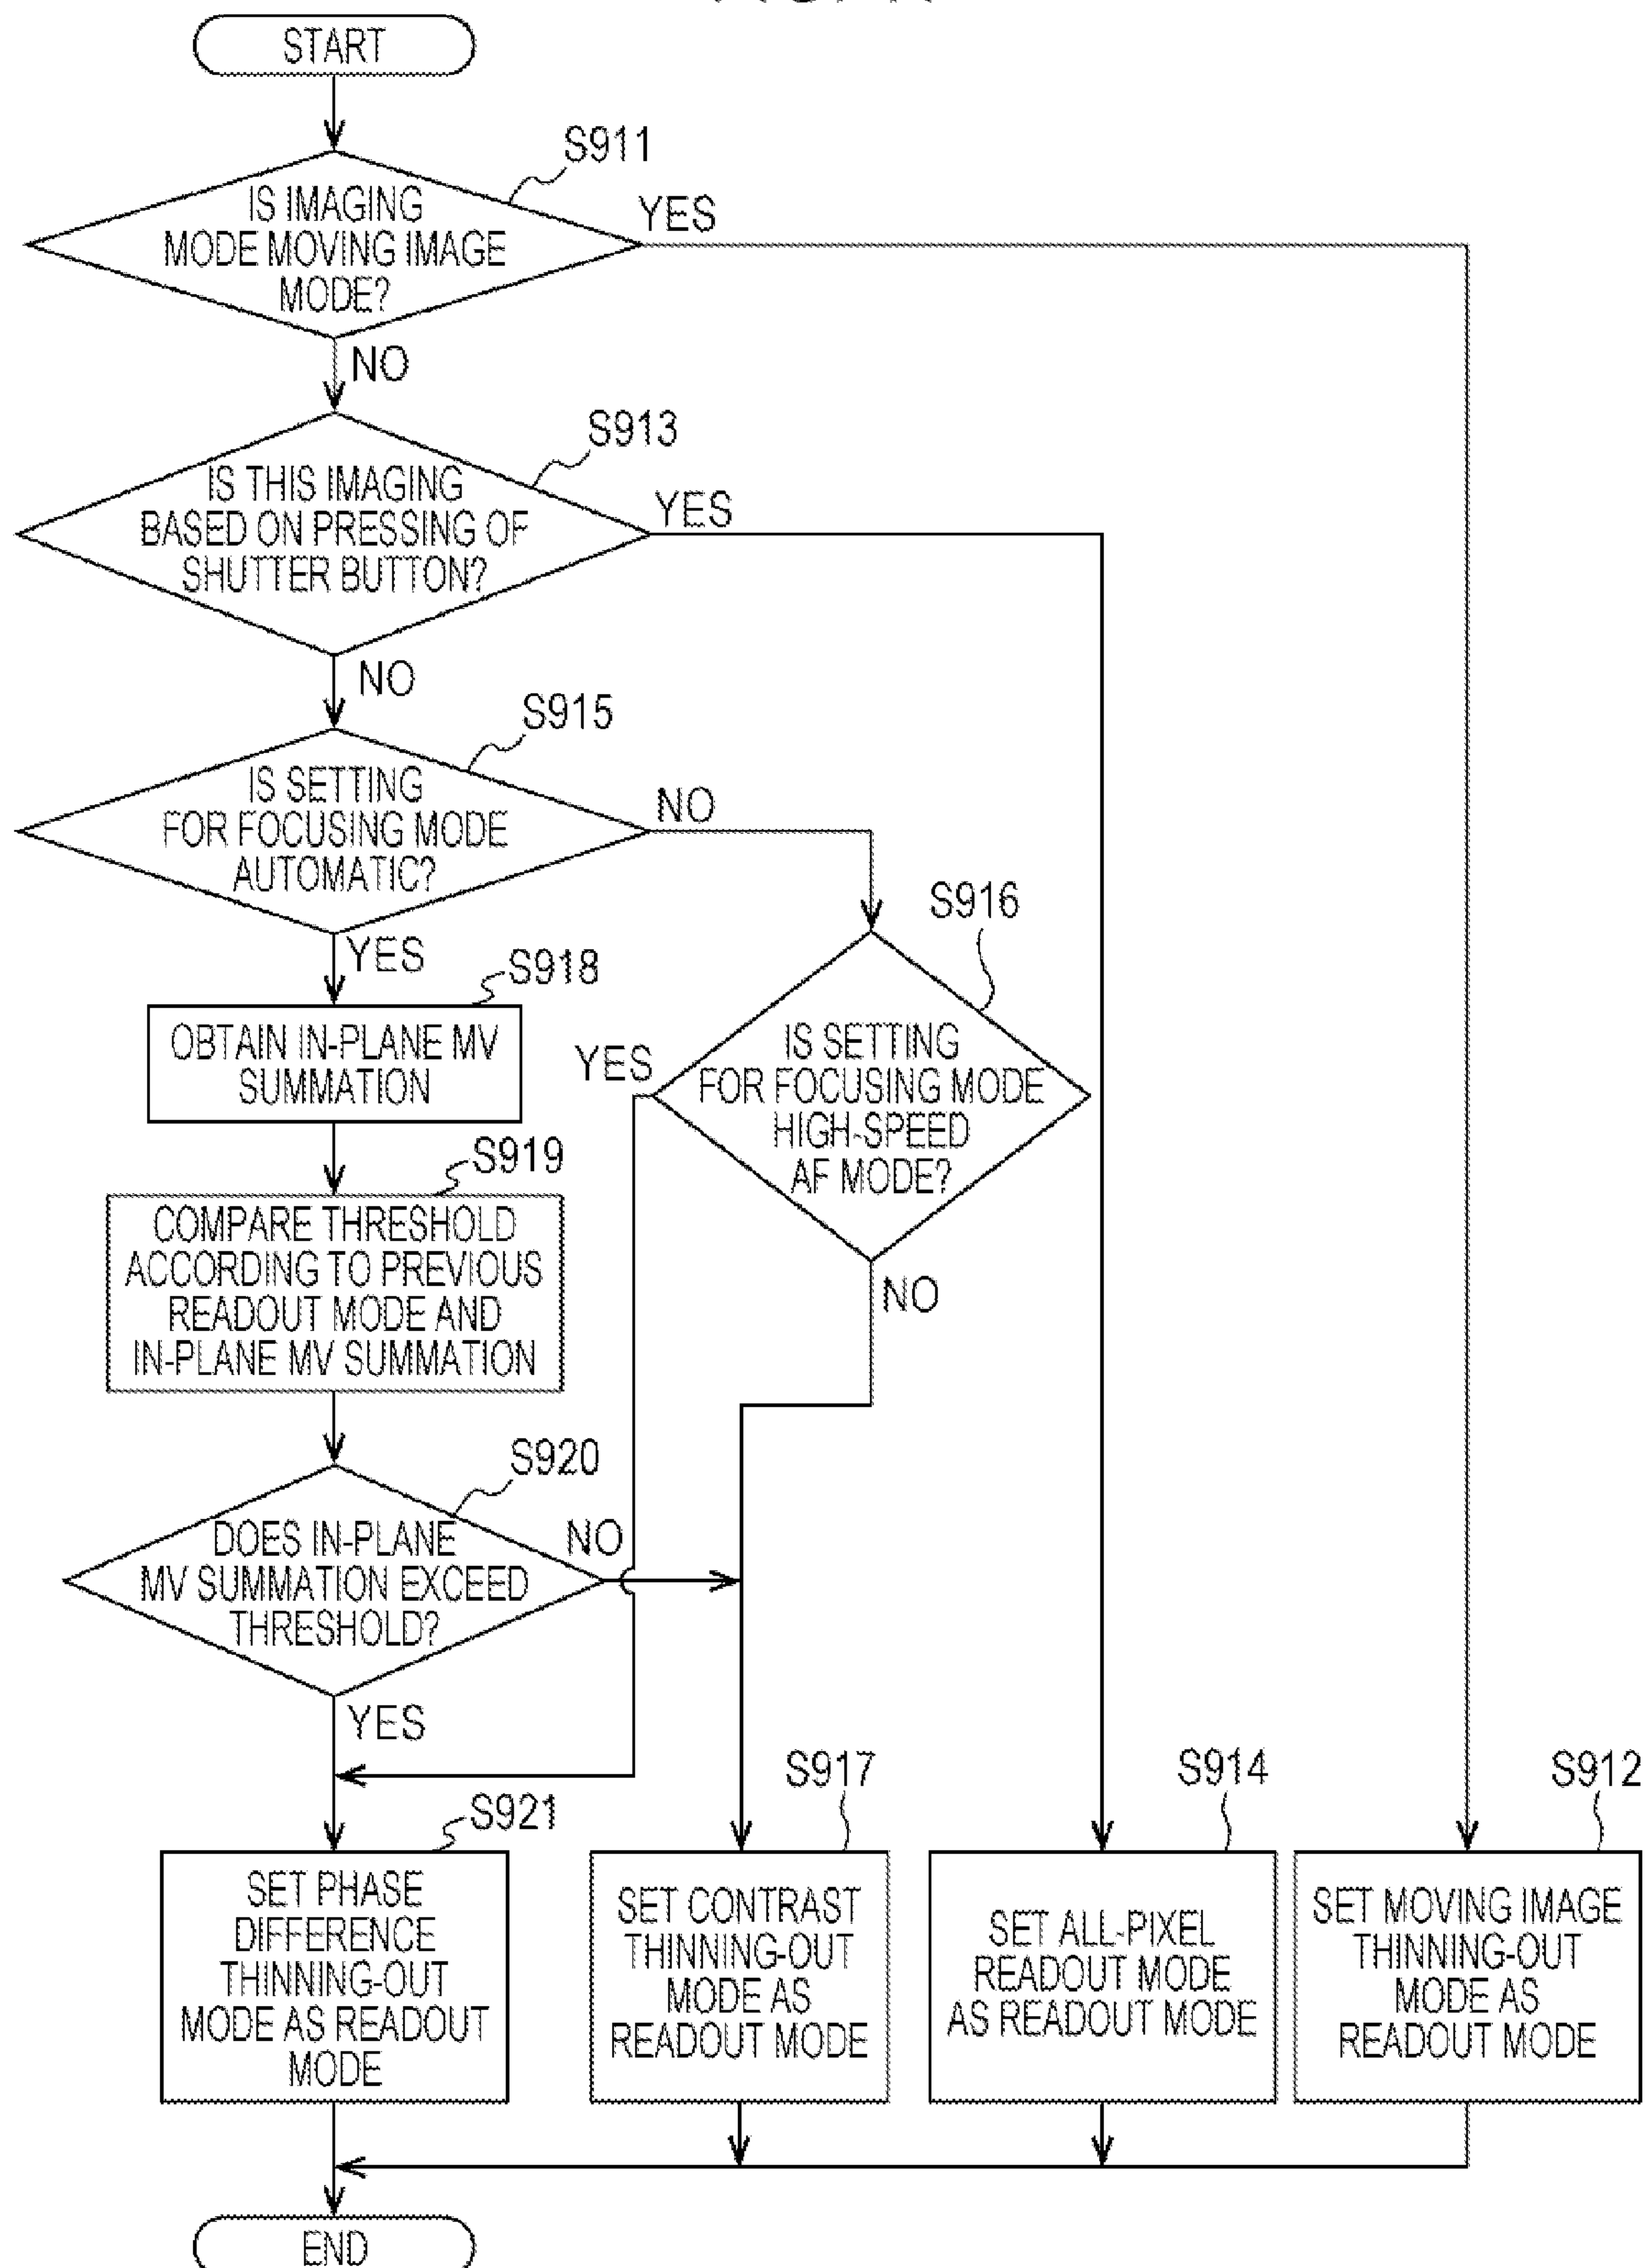 START
S911
IS IMAGING
MODE MOVING IMAGE
MODE?
YES
NO
S913
IS THIS IMAGING
BASED ON PRESSING OF
SHUTTER BUTTON?
YES
NO
S915
IS SETTING
FOR FOCUSING MODE
AUTOMATIC?
NO
YES
S916
IS SETTING
FOR FOCUSING MODE
HIGH-SPEED
AF MODE?
YES
NO
S918
OBTAIN IN-PLANE MV
SUMMATION
S919
COMPARE THRESHOLD
ACCORDING TO PREVIOUS
READOUT MODE AND
IN-PLANE MV SUMMATION
S920
DOES IN-PLANE
MV SUMMATION EXCEED
THRESHOLD?
NO
YES
S921
SET PHASE
DIFFERENCE
THINNING-OUT
MODE AS READOUT
MODE
S917
SET CONTRAST
THINNING-OUT
MODE AS
READOUT MODE
S914
SET ALL-PIXEL
READOUT MODE
AS READOUT MODE
S912
SET MOVING IMAGE
THINNING-OUT
MODE AS
READOUT MODE
END